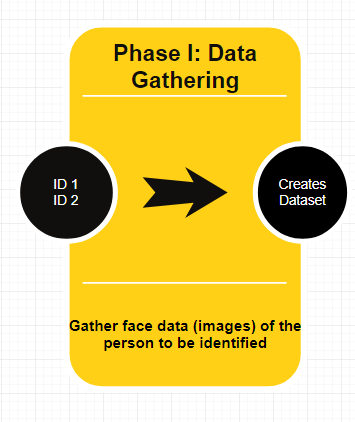 Phase I: Data
Gathering
ID 1
ID 2
Creates
Dataset
Gather face data (images) of the
person to be identified